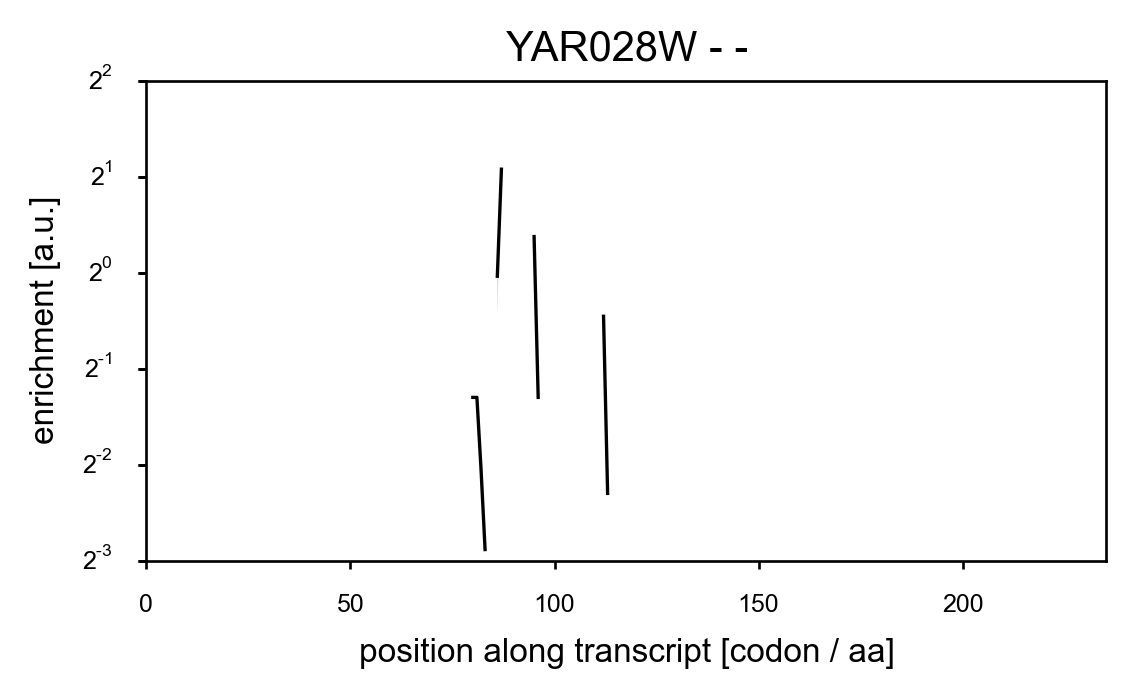 YAR028W - -
2^2
2^1
2^0
2^-1
2^-2
2^-3
enrichment [a.u.]
0 50 100 150 200
position along transcript [codon / aa]